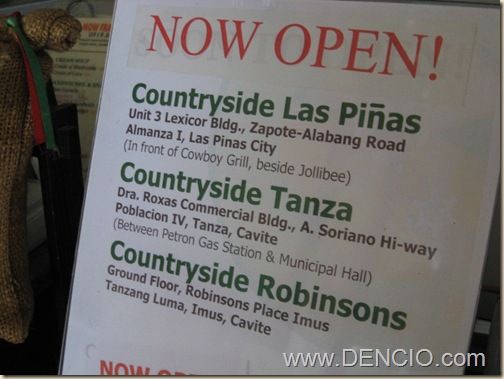 NOW OPEN!
Countryside Las Piñas
Unit 3 Lexicor Bldg., Zapote-Alabang Road
Almanza I, Las Pinas City
(In front of Cowboy Grill, beside Jollibee)
Countryside Tanza
Dra. Roxas Commercial Bldg., A. Soriano Hi-way
Poblacion IV, Tanza, Cavite
(Between Petron Gas Station & Municipal Hall)
Countryside Robinsons
Ground Floor, Robinsons Place Imus
Tanzang Luma, Imus, Cavite
NOW
www.DENCIO.com